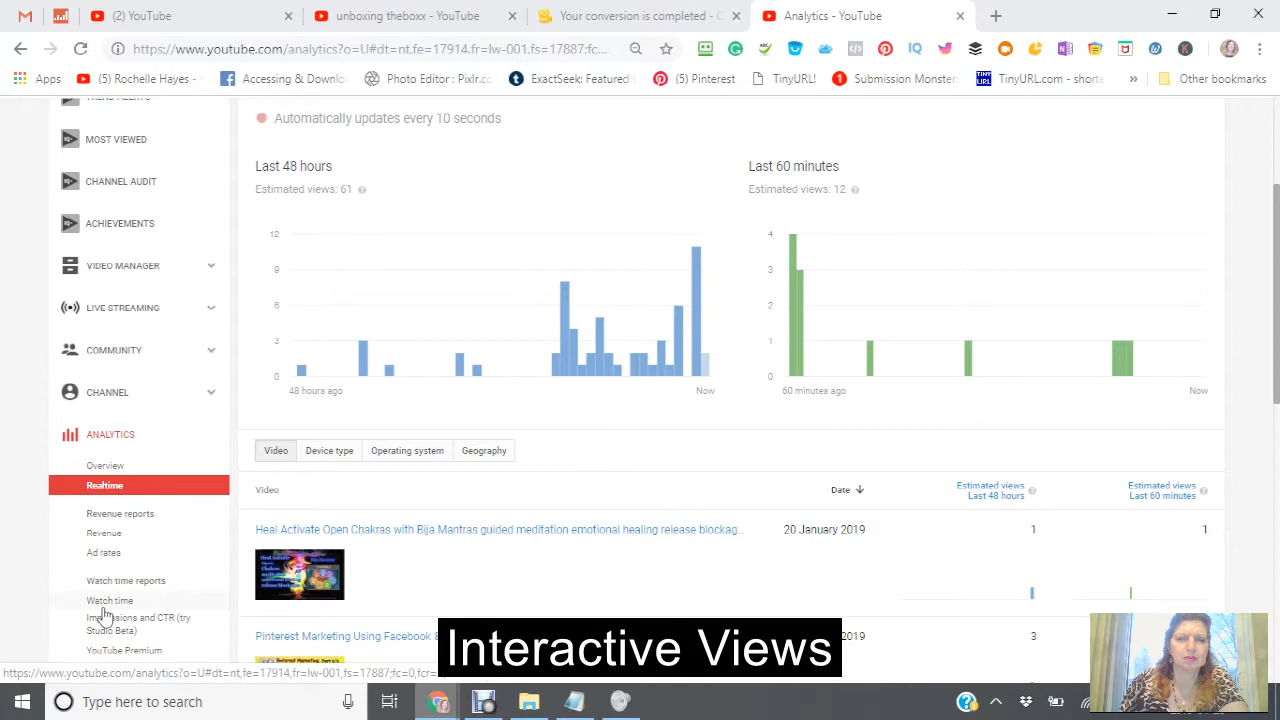 (2) YouTube
unboxing theboxx - YouTube
Your conversion is completed - C
Analytics - YouTube
https://www.youtube.com/analytics?o=U#dt=nt,fe=17914,fr=lw-001,fs=17887;fc=...
Apps
(5) Rochelle Hayes -
Accessing & Downlo
Photo Editor : Pixlr.co
ExactSeek: Featured L
(5) Pinterest
TinyURL!
Submission Monster
TinyURL.com - shorte
Other bookmarks
TREND ALERTS
MOST VIEWED
CHANNEL AUDIT
ACHIEVEMENTS
VIDEO MANAGER
LIVE STREAMING
COMMUNITY
CHANNEL
ANALYTICS
Overview
Realtime
Revenue reports
Revenue
Ad rates
Watch time reports
Watch time
Impressions and CTR (try
Studio Beta)
YouTube Premium
Automatically updates every 10 seconds
Last 48 hours
Estimated views: 61
12
9
6
3
0
48 hours ago
Now
Last 60 minutes
Estimated views: 12
4
3
2
1
0
60 minutes ago
Now
Video
Device type
Operating system
Geography
Video
Date
Estimated views
Last 48 hours
Estimated views
Last 60 minutes
Heal Activate Open Chakras with Bija Mantras guided meditation emotional healing release blockag...
20 January 2019
1
1
Pinterest Marketing Using Facebook &
2019
3
Interactive Views
https://www.youtube.com/analytics?o=U#dt=nt,fe=17914,fr=lw-001,fs=17887;fc=0,fcr=
Type here to search